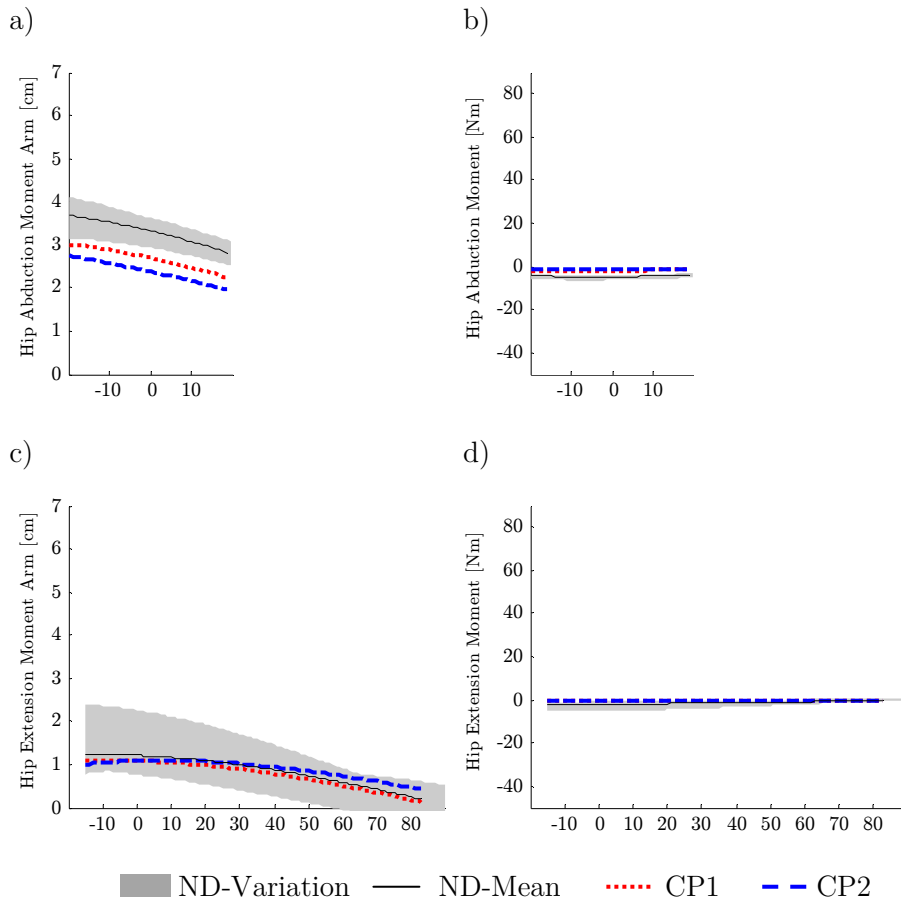 a)
Hip Abduction Moment Arm [cm]
7
6
5
4
3
2
1
0
-10 0 10
b)
Hip Abduction Moment [Nm]
80
60
40
20
0
-20
-40
-10 0 10
c)
Hip Extension Moment Arm [cm]
7
6
5
4
3
2
1
0
-10 0 10 20 30 40 50 60 70 80
d)
Hip Extension Moment [Nm]
80
60
40
20
0
-20
-40
-10 0 10 20 30 40 50 60 70 80
ND-Variation ND-Mean CP1 CP2